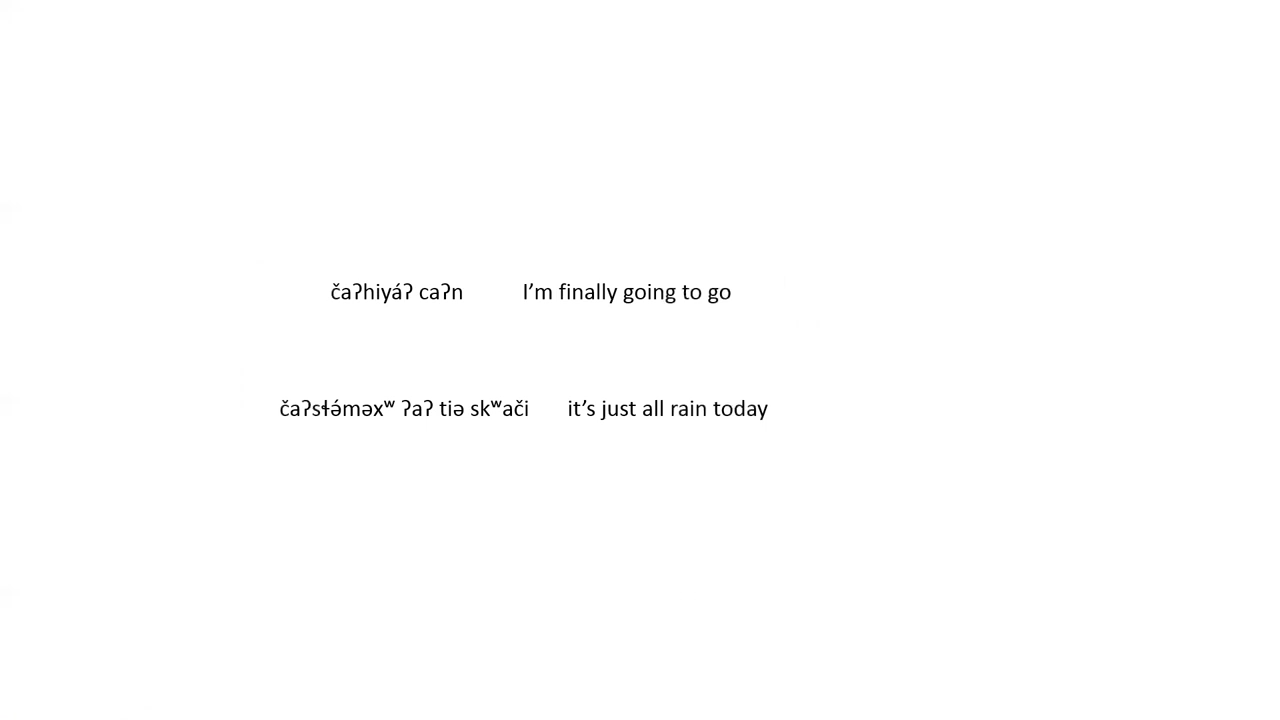 čaʔhiyáʔ caʔn I’m finally going to go
čaʔsɬə́məxʷ ʔaʔ tiə skʷači it’s just all rain today